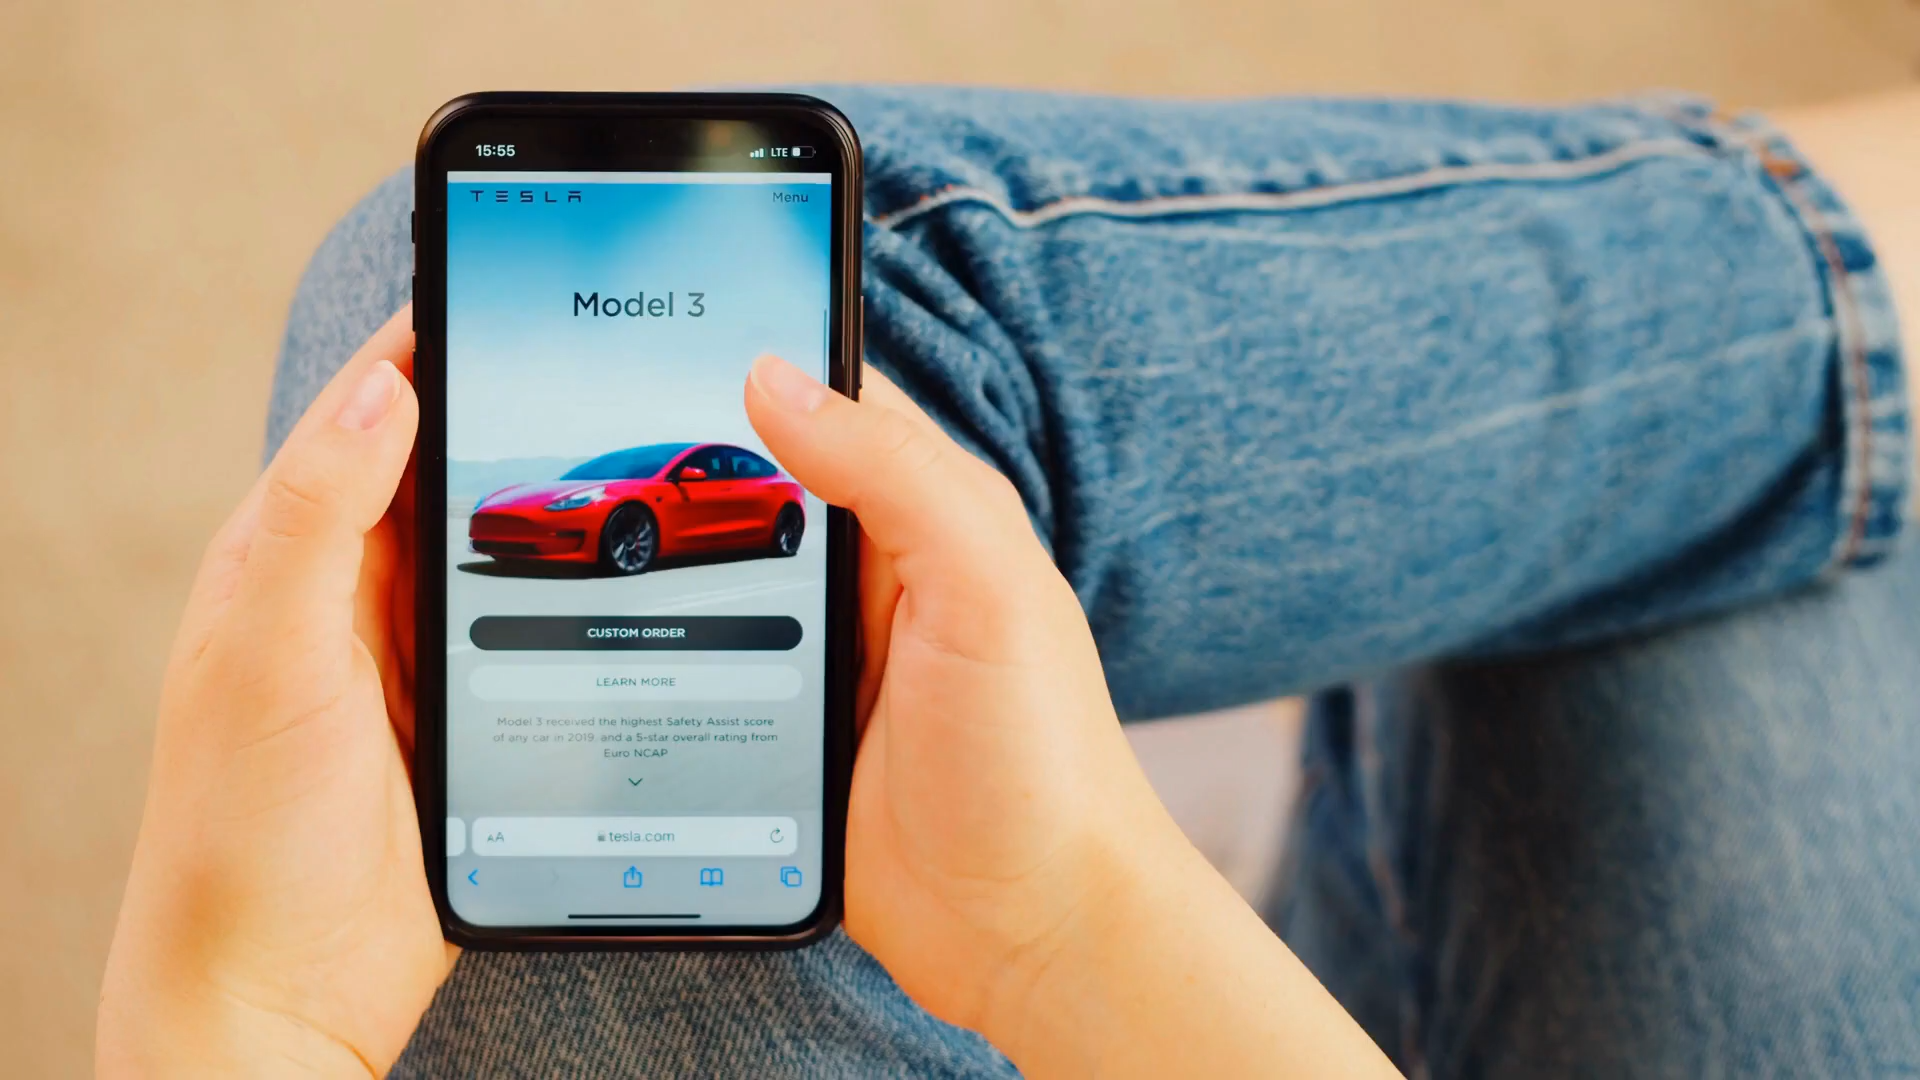 15:55 LTE
TESLA Menu
Model 3
CUSTOM ORDER
LEARN MORE
Model 3 received the highest Safety Assist score
of any car in 2019, and a 5-star overall rating from
Euro NCAP
AA tesla.com